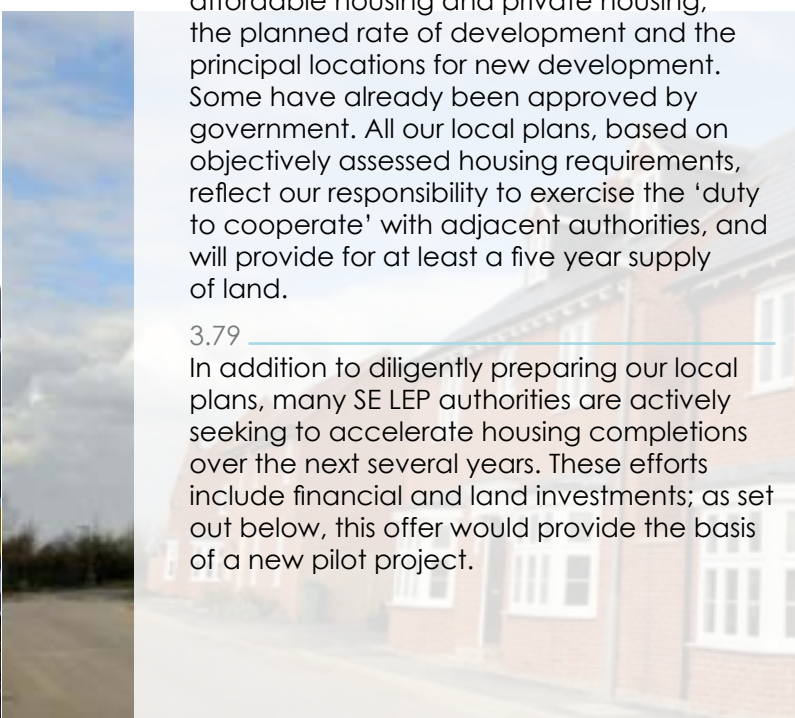 affordable housing and private housing,
the planned rate of development and the
principal locations for new development.
Some have already been approved by
government. All our local plans, based on
objectively assessed housing requirements,
reflect our responsibility to exercise the ‘duty
to cooperate’ with adjacent authorities, and
will provide for at least a five year supply
of land.
3.79
In addition to diligently preparing our local
plans, many SE LEP authorities are actively
seeking to accelerate housing completions
over the next several years. These efforts
include financial and land investments; as set
out below, this offer would provide the basis
of a new pilot project.